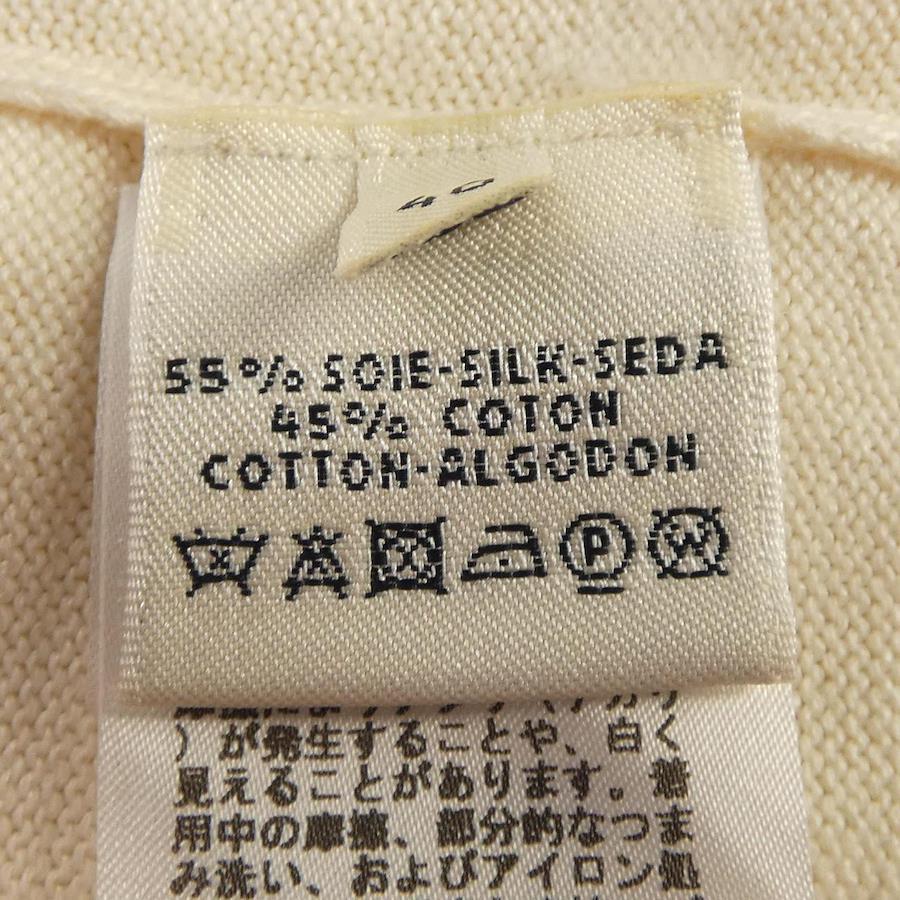 40
55% SOIE-SILK-SEDA
45% COTON
COTTON-ALGODON
P
W
)が発生することや、白く
見えることがあります。着
用中の摩擦、部分的なつま
み洗い、およびアイロン処